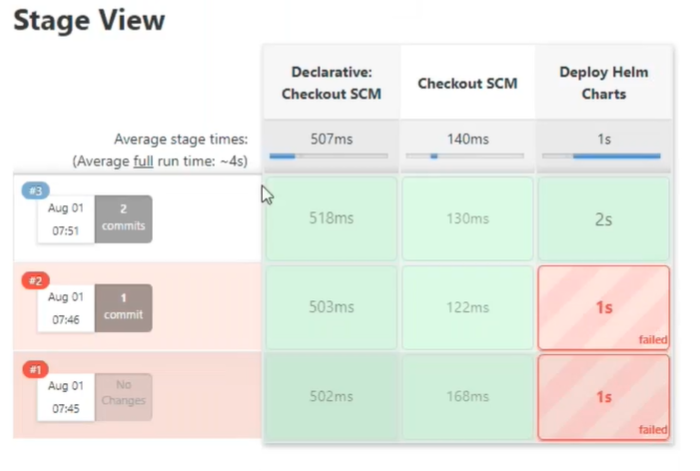 Stage View
Declarative: Checkout SCM
Checkout SCM
Deploy Helm Charts
Average stage times:
(Average full run time: ~4s)
507ms
140ms
1s
#3
Aug 01
07:51
2
commits
518ms
130ms
2s
#2
Aug 01
07:46
1
commit
503ms
122ms
1s
failed
#1
Aug 01
07:45
No
Changes
502ms
168ms
1s
failed